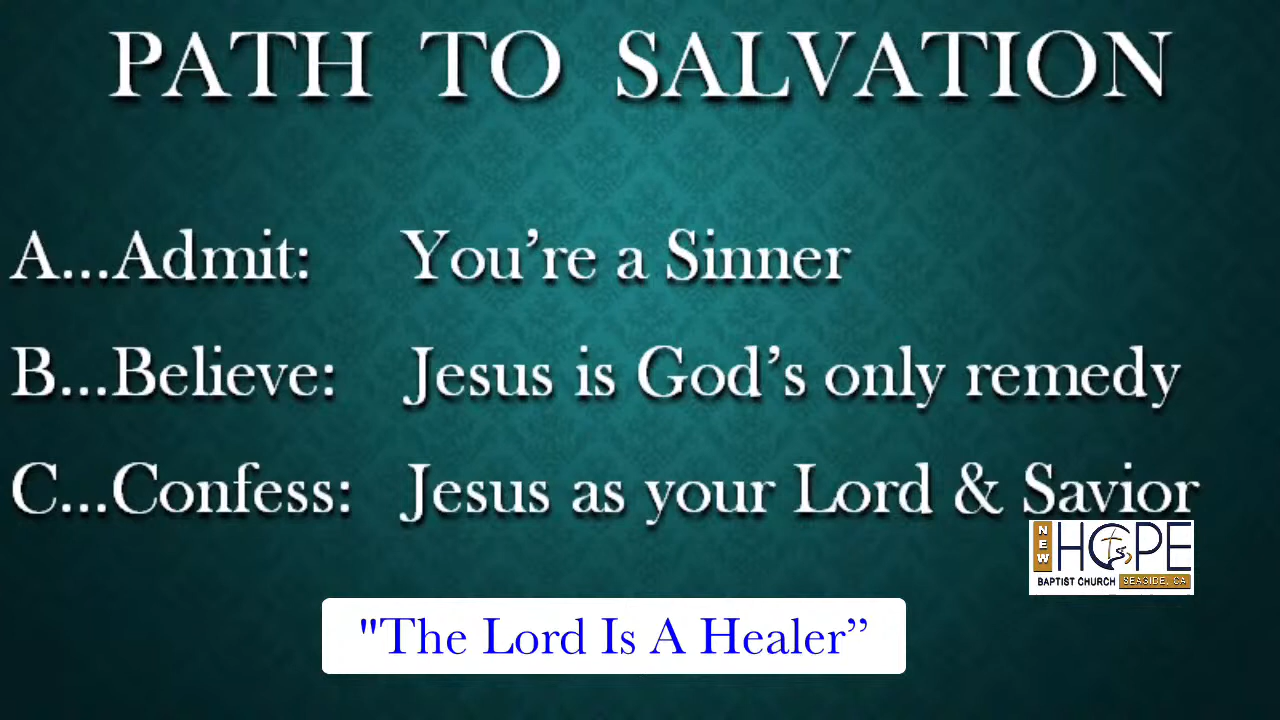 PATH TO SALVATION
A...Admit: You’re a Sinner
B...Believe: Jesus is God’s only remedy
C...Confess: Jesus as your Lord & Savior
NEW HOPE
BAPTIST CHURCH SEASIDE, CA
"The Lord Is A Healer”